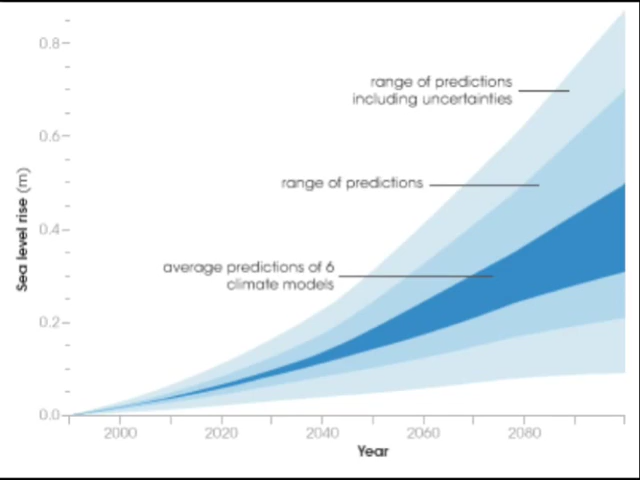 0.8
range of predictions
including uncertainties
0.6
range of predictions
0.4
average predictions of 6
climate models
0.2
0.0
Sea level rise (m)
2000 2020 2040 2060 2080
Year